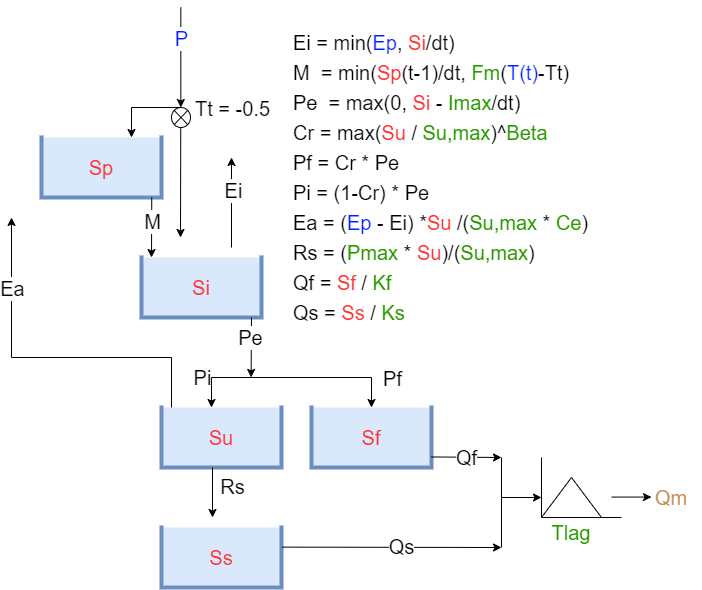 P
Tt = -0.5
Sp
M
Ei
Si
Ea
Pe
Pi
Pf
Su
Sf
Qf
Rs
Ss
Qs
Tlag
Qm
Ei = min(Ep, Si/dt)
M = min(Sp(t-1)/dt, Fm(T(t)-Tt)
Pe = max(0, Si - Imax/dt)
Cr = max(Su / Su,max)^Beta
Pf = Cr * Pe
Pi = (1-Cr) * Pe
Ea = (Ep - Ei) *Su /(Su,max * Ce)
Rs = (Pmax * Su)/(Su,max)
Qf = Sf / Kf
Qs = Ss / Ks